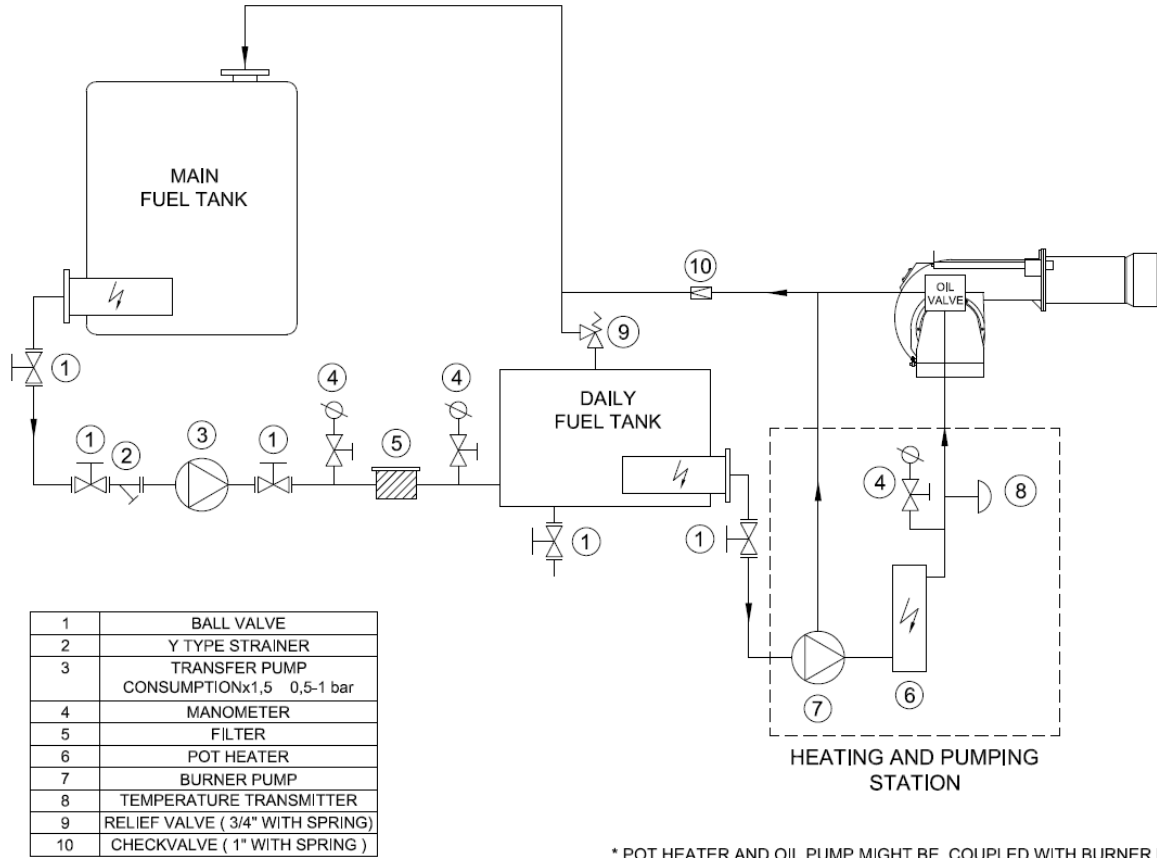 MAIN
FUEL TANK
10
OIL
VALVE
9
1
4
4
DAILY
FUEL TANK
1
2
3
1
5
4
8
1
1
7
6
HEATING AND PUMPING
STATION
1 BALL VALVE
2 Y TYPE STRAINER
3 TRANSFER PUMP
CONSUMPTIONx1,5 0,5-1 bar
4 MANOMETER
5 FILTER
6 POT HEATER
7 BURNER PUMP
8 TEMPERATURE TRANSMITTER
9 RELIEF VALVE ( 3/4" WITH SPRING)
10 CHECKVALVE ( 1" WITH SPRING )
* POT HEATER AND OIL PUMP MIGHT BE COUPLED WITH BURNER